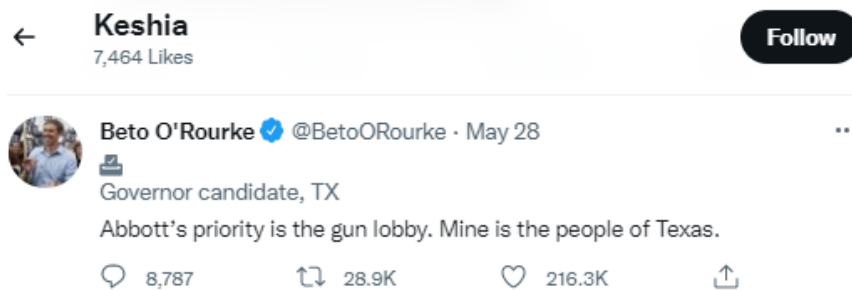 Keshia
7,464 Likes
Follow
Beto O'Rourke @BetoORourke · May 28
Governor candidate, TX
Abbott's priority is the gun lobby. Mine is the people of Texas.
8,787 28.9K 216.3K